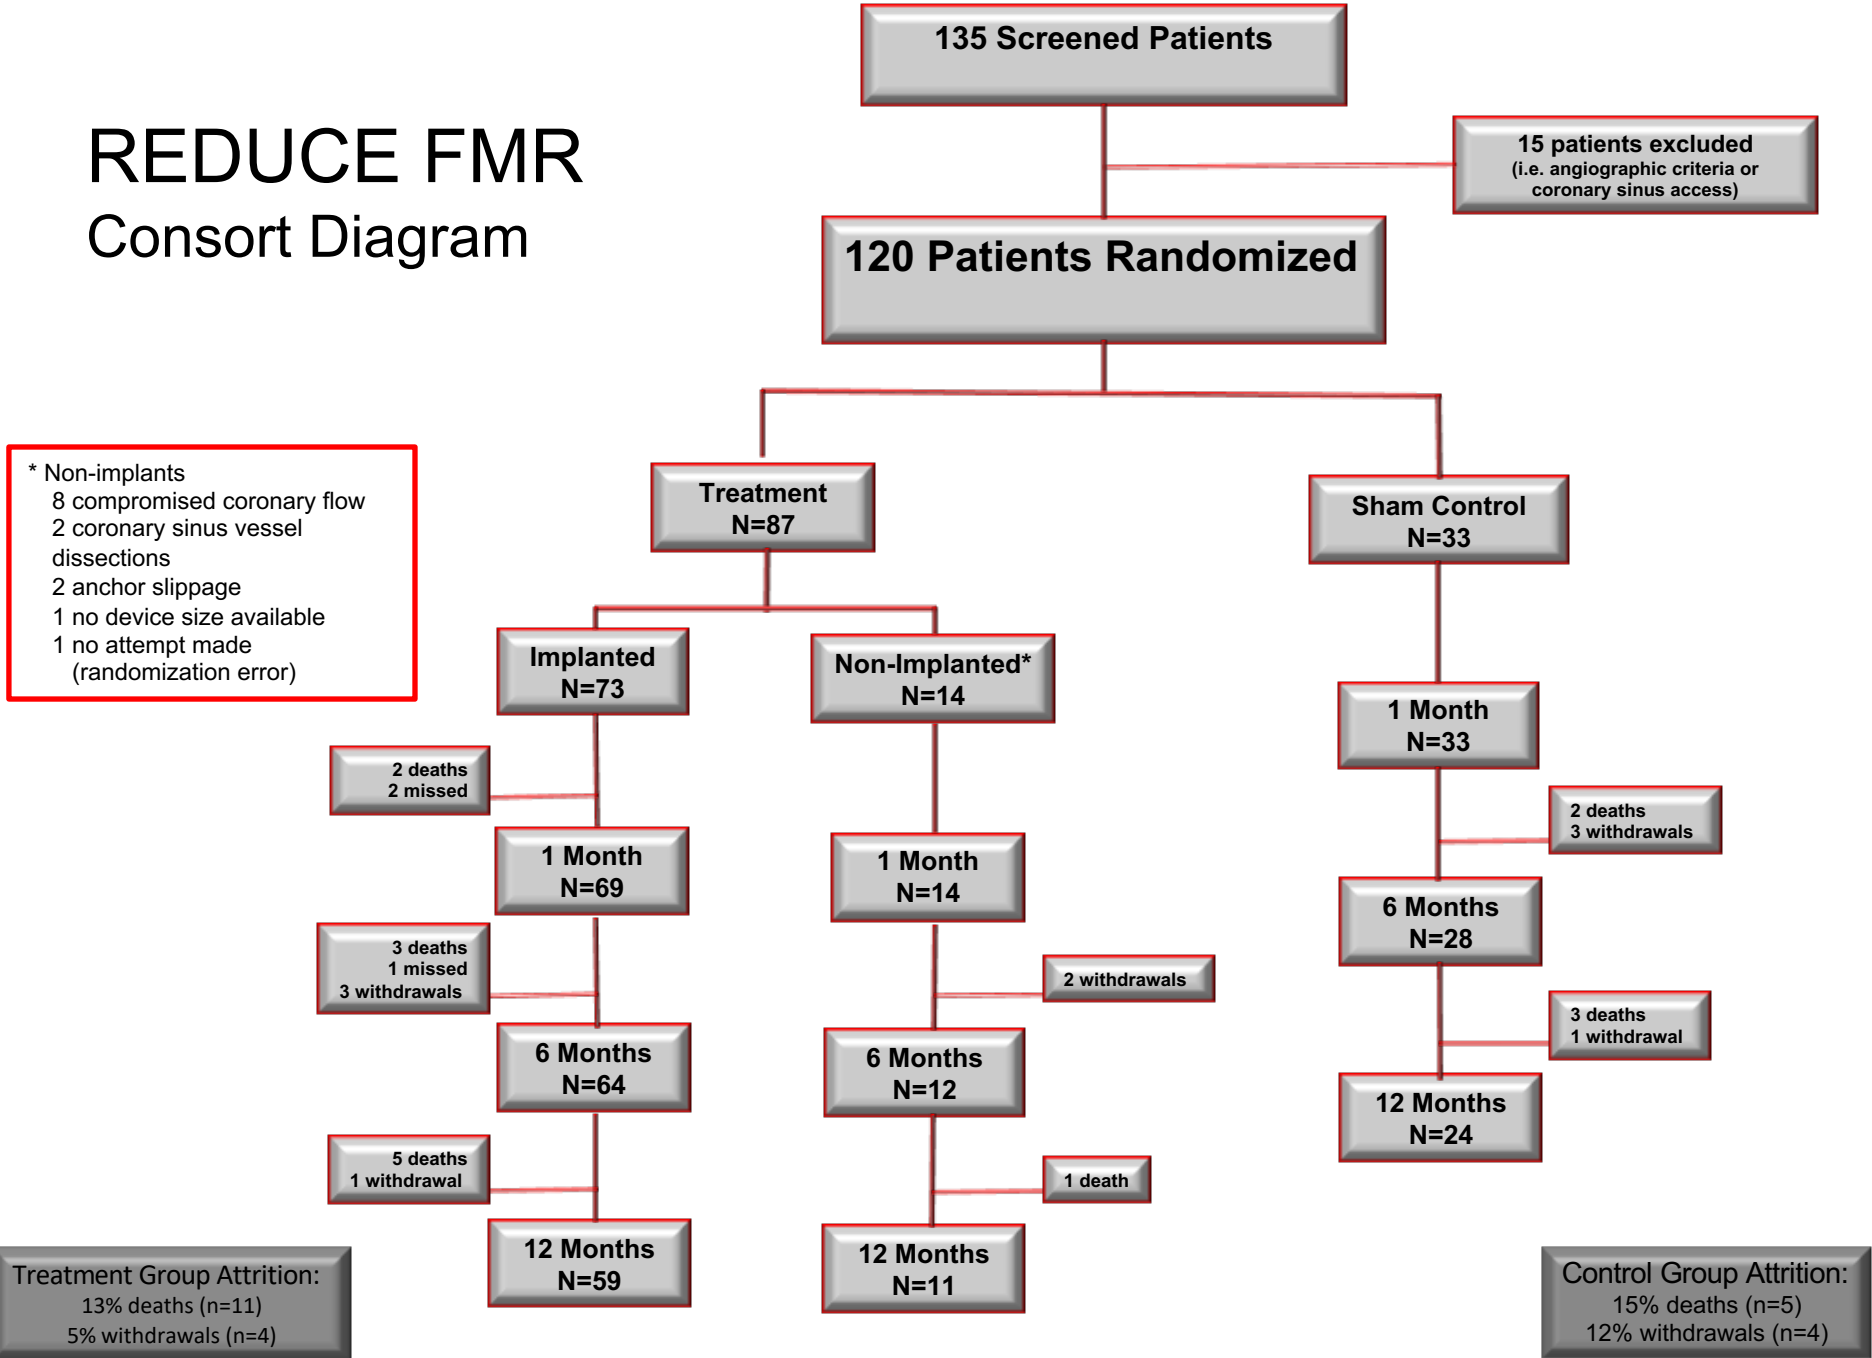 135 Screened Patients
REDUCE FMR
Consort Diagram
15 patients excluded
(i.e. angiographic criteria or
coronary sinus access)
120 Patients Randomized
* Non-implants
8 compromised coronary flow
2 coronary sinus vessel
dissections
2 anchor slippage
1 no device size available
1 no attempt made
(randomization error)
Treatment
N=87
Sham Control
N=33
Implanted
N=73
Non-Implanted*
N=14
1 Month
N=33
2 deaths
2 missed
2 deaths
3 withdrawals
1 Month
N=69
1 Month
N=14
6 Months
N=28
3 deaths
1 missed
3 withdrawals
2 withdrawals
3 deaths
1 withdrawal
6 Months
N=64
6 Months
N=12
12 Months
N=24
5 deaths
1 withdrawal
1 death
12 Months
N=59
12 Months
N=11
Treatment Group Attrition:
13% deaths (n=11)
5% withdrawals (n=4)
Control Group Attrition:
15% deaths (n=5)
12% withdrawals (n=4)